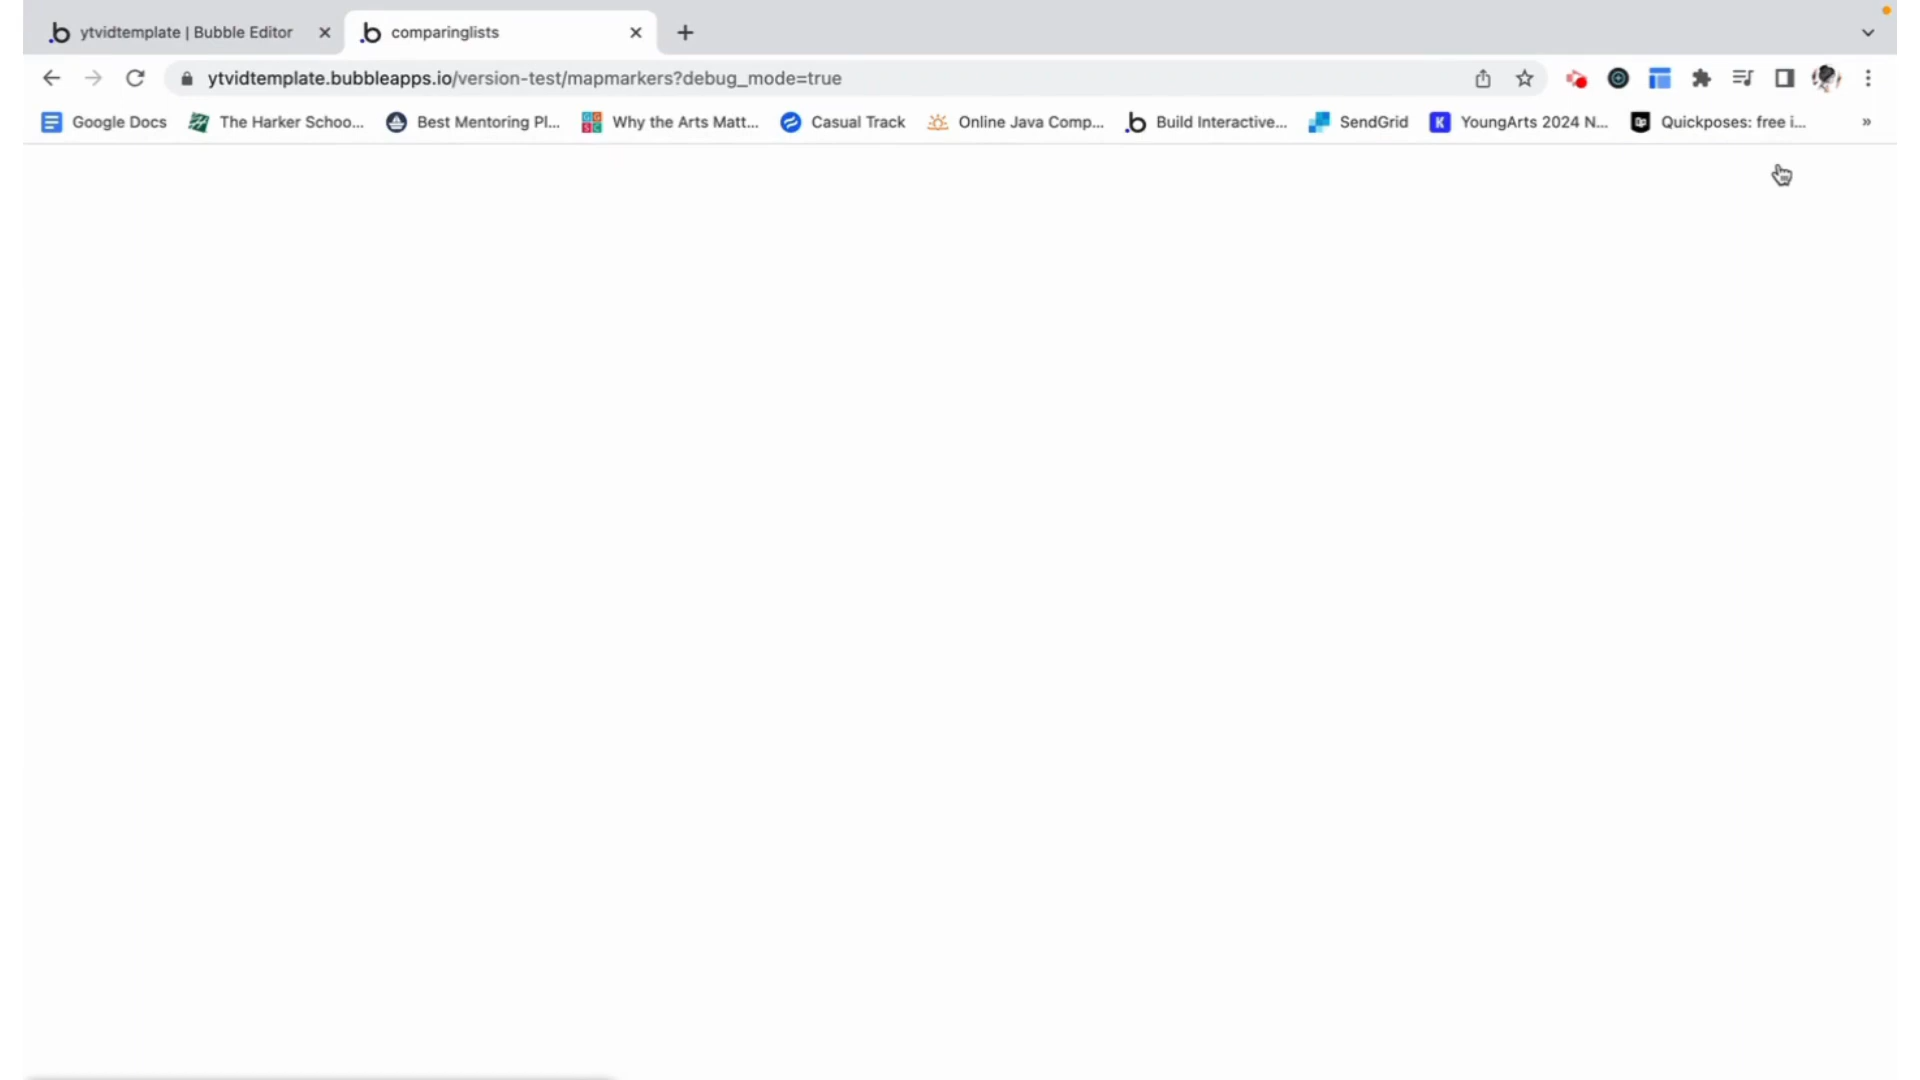 ytvidtemplate | Bubble Editor
comparinglists
ytvidtemplate.bubbleapps.io/version-test/mapmarkers?debug_mode=true
Google Docs The Harker Schoo... Best Mentoring Pl... Why the Arts Matt... Casual Track Online Java Comp... Build Interactive... SendGrid YoungArts 2024 N... Quickposes: free i... »